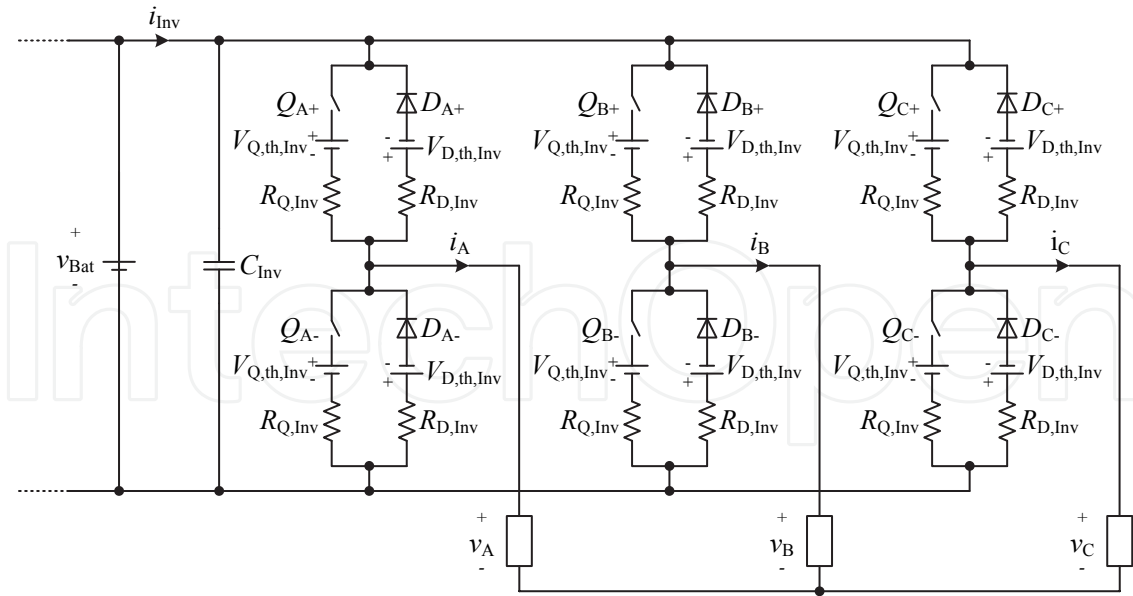 i_Inv
Q_A+ D_A+ Q_B+ D_B+ Q_C+ D_C+
V_Q,th,Inv + - - + V_D,th,Inv V_Q,th,Inv + - - + V_D,th,Inv V_Q,th,Inv + - - + V_D,th,Inv
R_Q,Inv R_D,Inv R_Q,Inv R_D,Inv R_Q,Inv R_D,Inv
i_A i_B i_C
+ v_Bat - C_Inv
IntechOpen
Q_A- D_A- Q_B- D_B- Q_C- D_C-
V_Q,th,Inv + - - + V_D,th,Inv V_Q,th,Inv + - - + V_D,th,Inv V_Q,th,Inv + - - + V_D,th,Inv
R_Q,Inv R_D,Inv R_Q,Inv R_D,Inv R_Q,Inv R_D,Inv
+ + +
v_A v_B v_C
- - -